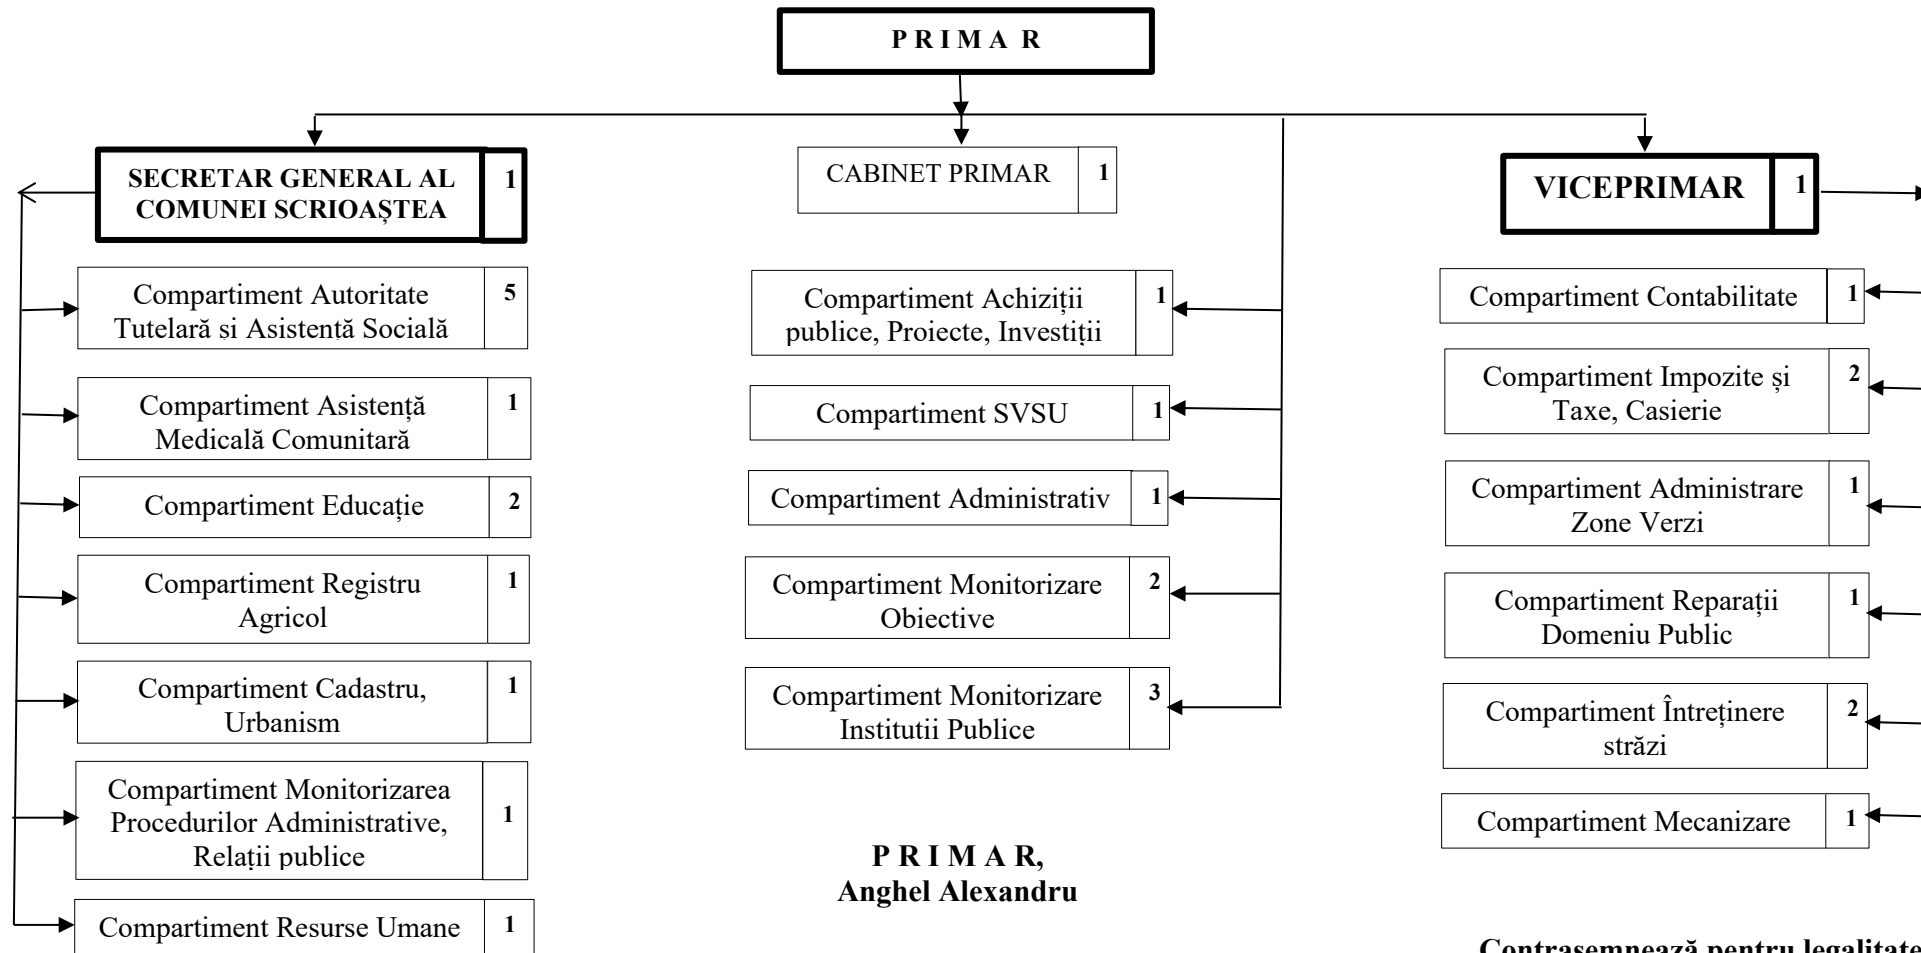 P R I M A  R
SECRETAR GENERAL AL
COMUNEI SCRIOAȘTEA
1
Compartiment Autoritate
Tutelară si Asistență Socială
5
Compartiment Asistență
Medicală Comunitară
1
Compartiment Educație
2
Compartiment Registru
Agricol
1
Compartiment Cadastru,
Urbanism
1
Compartiment Monitorizarea
Procedurilor Administrative,
Relații publice
1
Compartiment Resurse Umane
1
CABINET PRIMAR
1
Compartiment Achiziții
publice, Proiecte, Investiții
1
Compartiment SVSU
1
Compartiment Administrativ
1
Compartiment Monitorizare
Obiective
2
Compartiment Monitorizare
Institutii Publice
3
P R I M A R,
Anghel Alexandru
VICEPRIMAR
1
Compartiment Contabilitate
1
Compartiment Impozite și
Taxe, Casierie
2
Compartiment Administrare
Zone Verzi
1
Compartiment Reparații
Domeniu Public
1
Compartiment Întreținere
străzi
2
Compartiment Mecanizare
1
Contrasemnează pentru legalitate